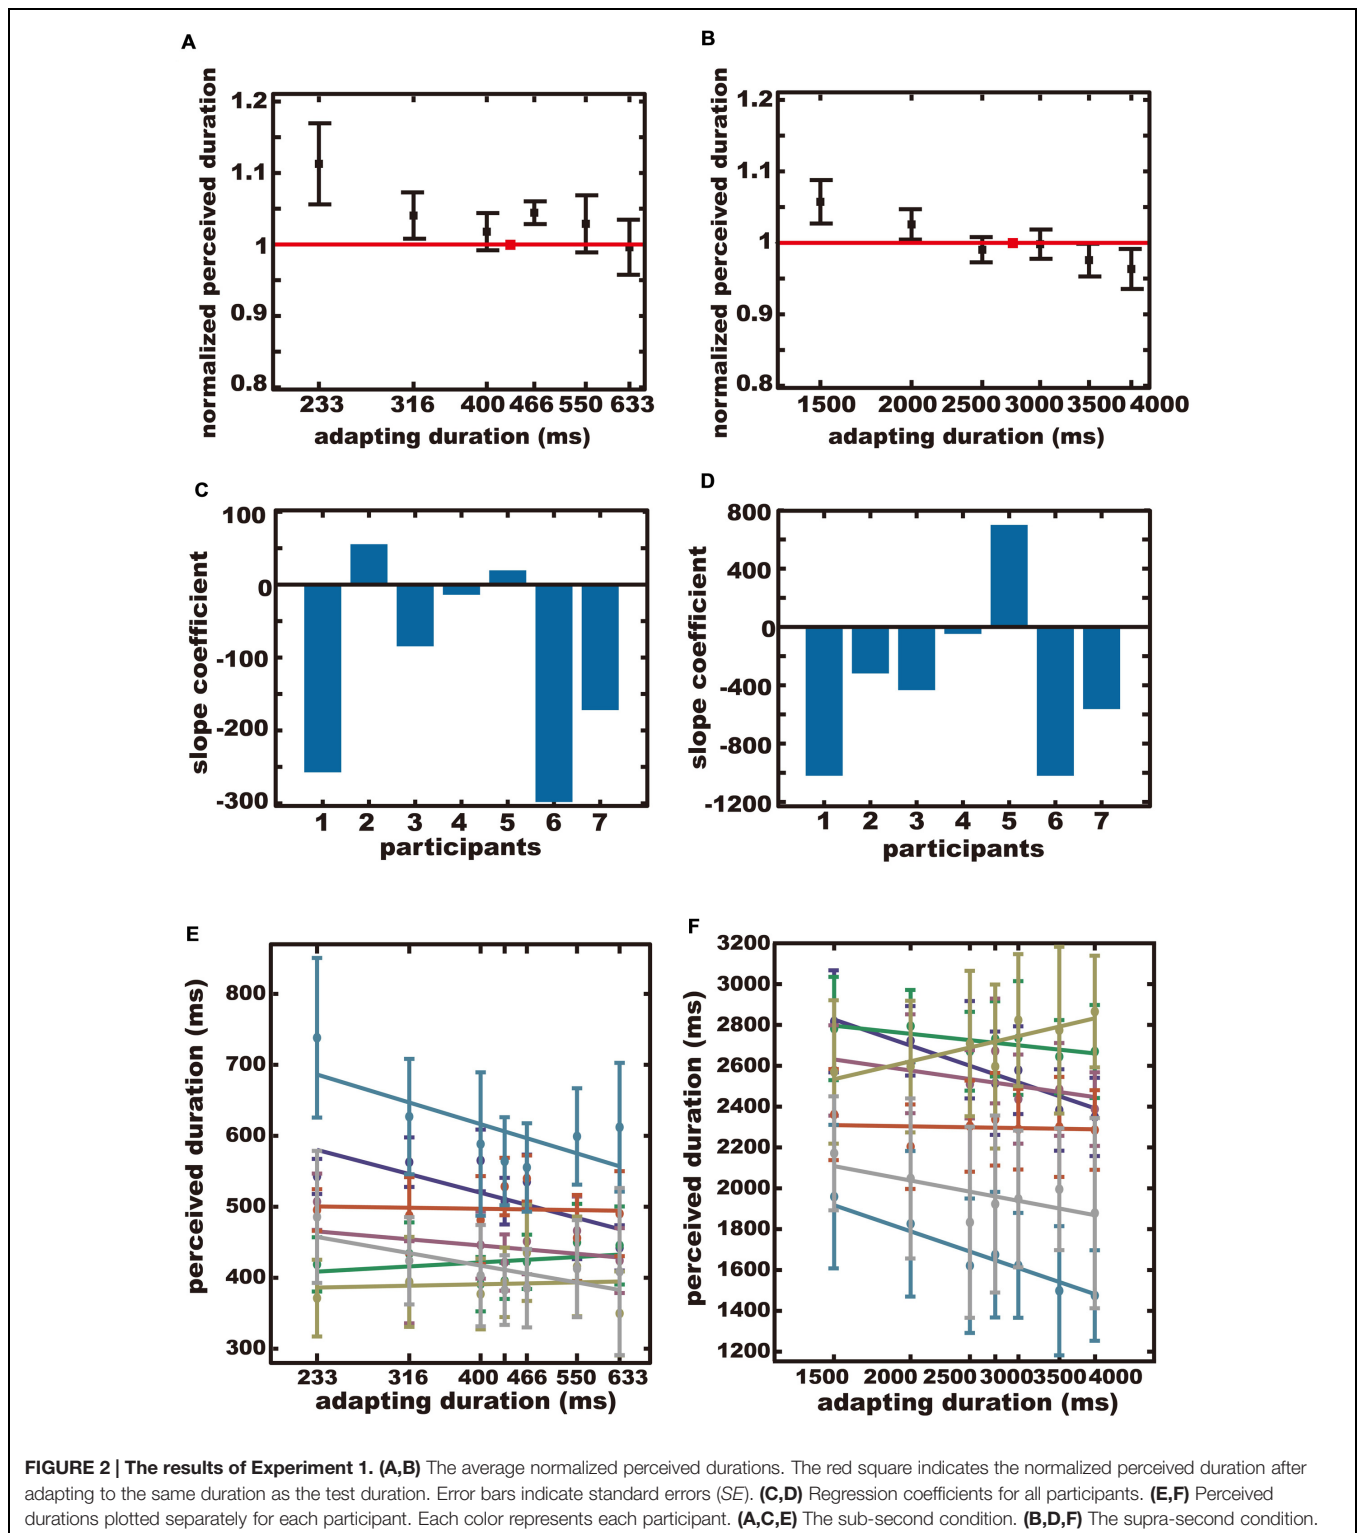 A
normalized perceived duration
1.2
1.1
1
0.9
0.8
233 316 400 466 550 633
adapting duration (ms)
B
normalized perceived duration
1.2
1.1
1
0.9
0.8
1500 2000 2500 3000 3500 4000
adapting duration (ms)
C
slope coefficient
100
0
-100
-200
-300
1 2 3 4 5 6 7
participants
D
slope coefficient
800
400
0
-400
-800
-1200
1 2 3 4 5 6 7
participants
E
perceived duration (ms)
800
700
600
500
400
300
233 316 400 466 550 633
adapting duration (ms)
F
perceived duration (ms)
3200
3000
2800
2600
2400
2200
2000
1800
1600
1400
1200
1500 2000 2500 3000 3500 4000
adapting duration (ms)
FIGURE 2 | The results of Experiment 1. (A,B) The average normalized perceived durations. The red square indicates the normalized perceived duration after
adapting to the same duration as the test duration. Error bars indicate standard errors (SE). (C,D) Regression coefficients for all participants. (E,F) Perceived
durations plotted separately for each participant. Each color represents each participant. (A,C,E) The sub-second condition. (B,D,F) The supra-second condition.